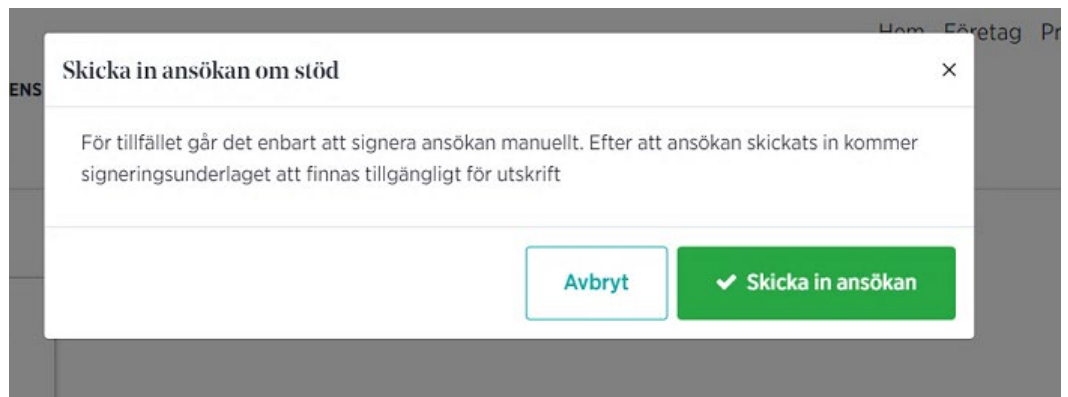 Hem Företag Pr
Skicka in ansökan om stöd
ENS
För tillfället går det enbart att signera ansökan manuellt. Efter att ansökan skickats in kommer
signeringsunderlaget att finnas tillgängligt för utskrift
Avbryt
Skicka in ansökan